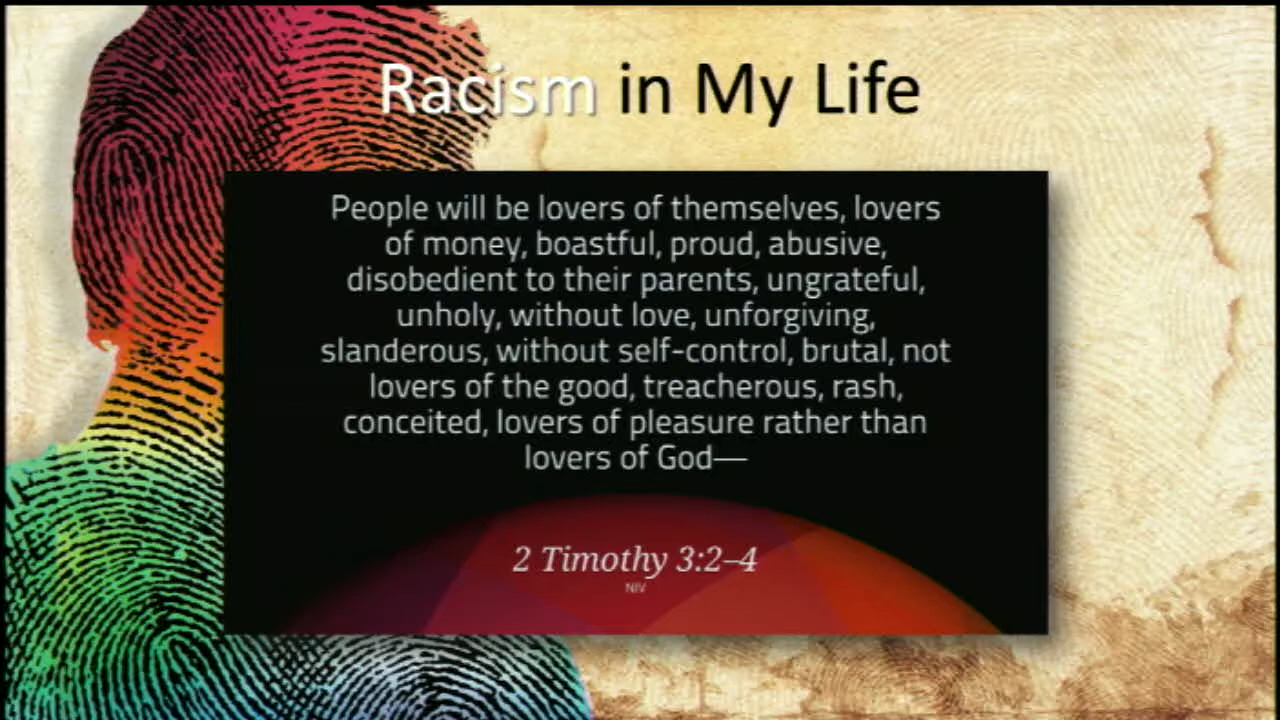 Racism in My Life
People will be lovers of themselves, lovers
of money, boastful, proud, abusive,
disobedient to their parents, ungrateful,
unholy, without love, unforgiving,
slanderous, without self-control, brutal, not
lovers of the good, treacherous, rash,
conceited, lovers of pleasure rather than
lovers of God—
2 Timothy 3:2–4
NIV